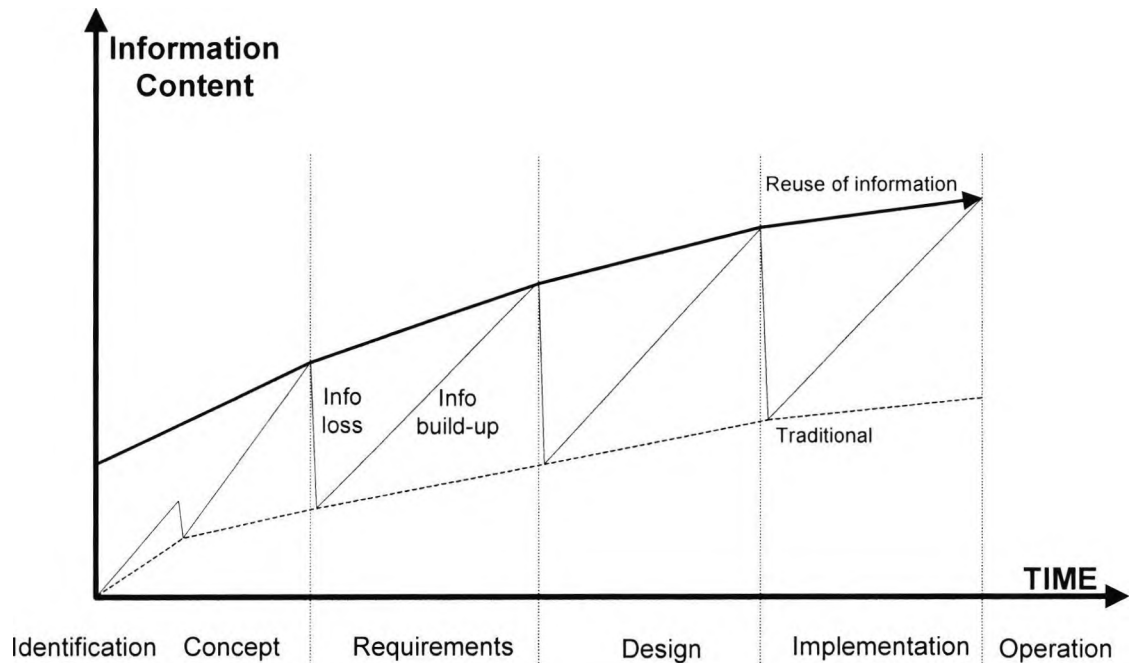 Information
Content
Reuse of information
Info
loss
Info
build-up
Traditional
TIME
Identification Concept Requirements Design Implementation Operation